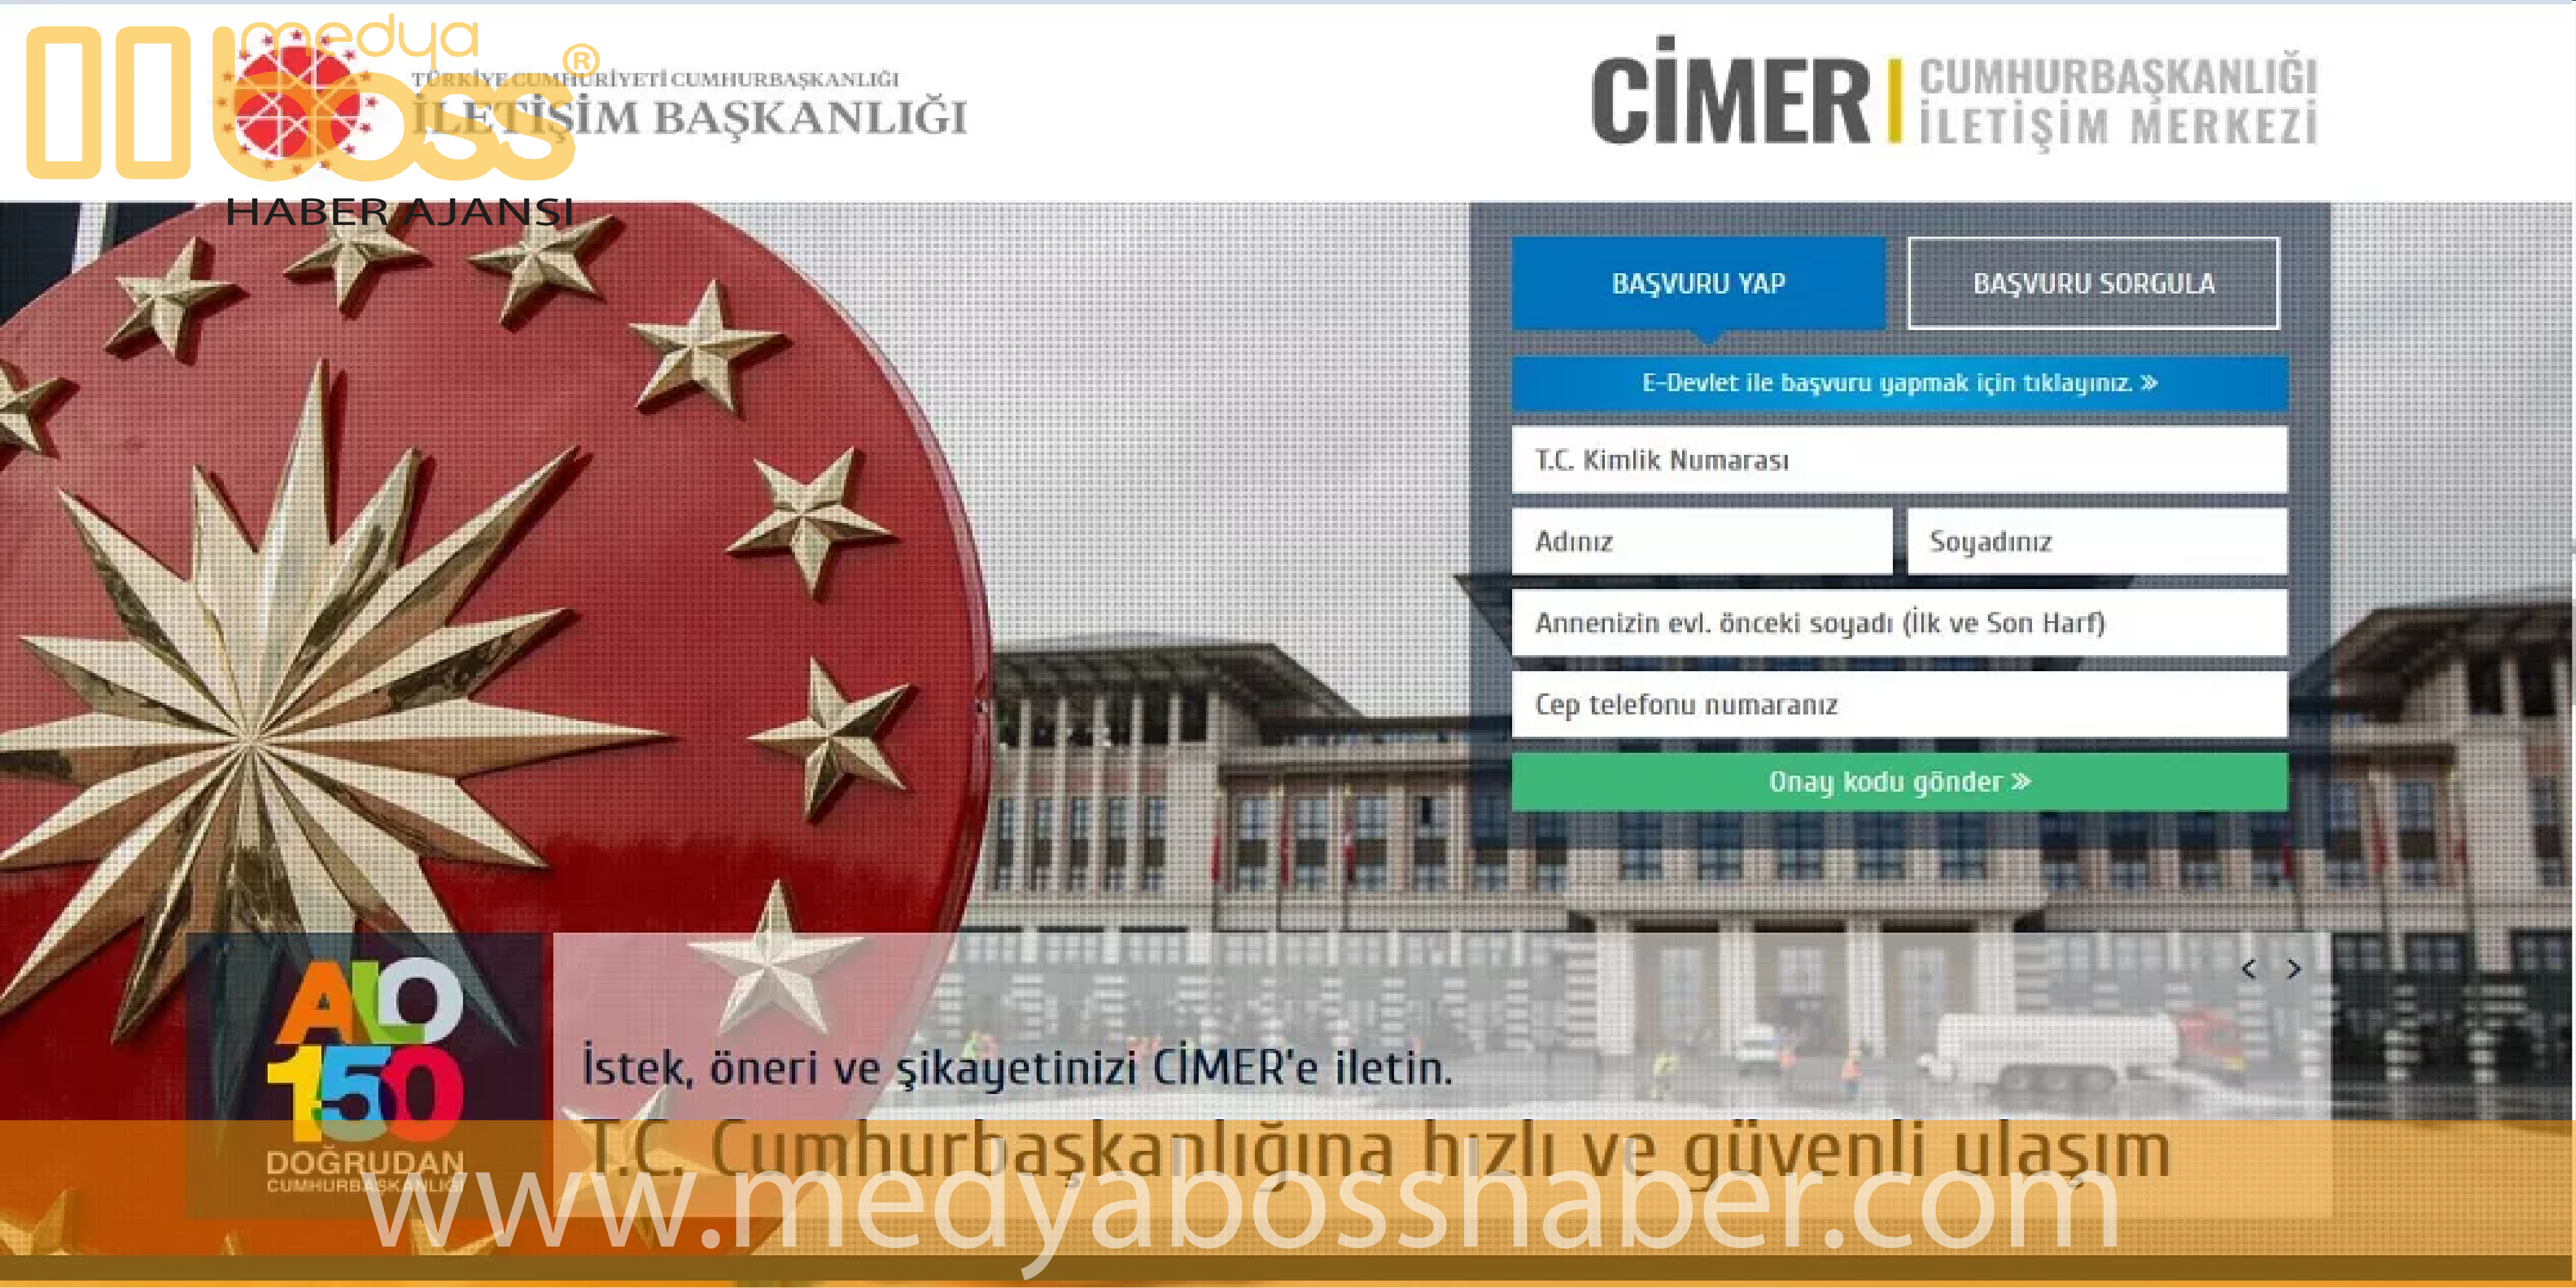 medya
boss®
HABER AJANSI
TÜRKİYE CUMHURİYETİ CUMHURBAŞKANLIĞI
İLETİŞİM BAŞKANLIĞI
CİMER
CUMHURBAŞKANLIĞI
İLETİŞİM MERKEZİ
BAŞVURU YAP
BAŞVURU SORGULA
E-Devlet ile başvuru yapmak için tıklayınız. »
T.C. Kimlik Numarası
Adınız
Soyadınız
Annenizin evl. önceki soyadı (İlk ve Son Harf)
Cep telefonu numaranız
Onay kodu gönder »
< >
ALO
150
DOĞRUDAN
CUMHURBAŞKANLIĞI
İstek, öneri ve şikayetinizi CİMER'e iletin.
T.C. Cumhurbaşkanlığına hızlı ve güvenli ulaşım
www.medyabosshaber.com